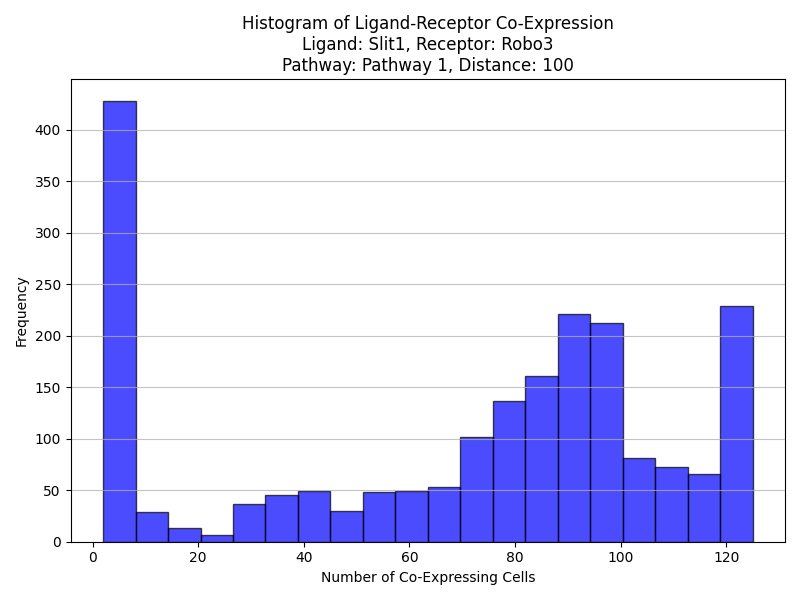 Histogram of Ligand-Receptor Co-Expression
Ligand: Slit1, Receptor: Robo3
Pathway: Pathway 1, Distance: 100
Frequency
400
350
300
250
200
150
100
50
0
0 20 40 60 80 100 120
Number of Co-Expressing Cells